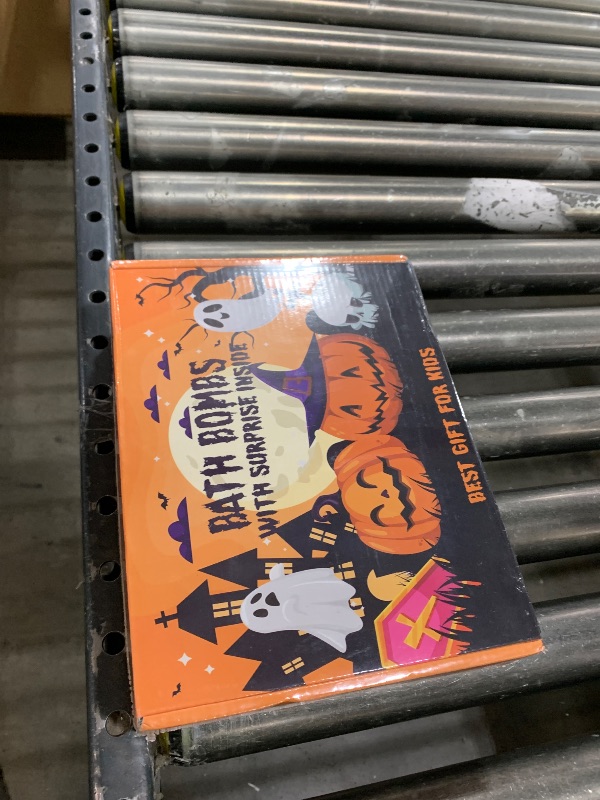 BATH BOMBS
WITH SURPRISE INSIDE
BEST GIFT FOR KIDS